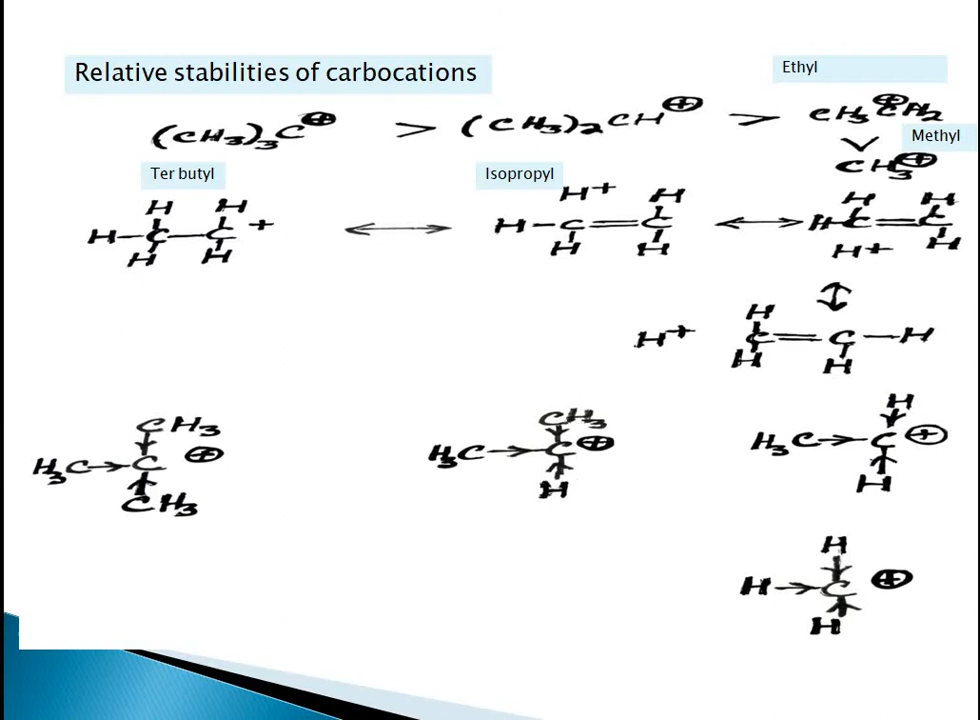 Relative stabilities of carbocations
Ethyl
(CH3)3C⊕ > (CH3)2CH⊕ > CH3CH2⊕
Methyl
> CH3⊕
Ter butyl
Isopropyl
H H H+ H H H
H–C–C+ ↔ H–C=C ↔ H–C=C
H H H H H+ H
↕
H
H+ C=C–H
H H
CH3 CH3 H
H3C→C⊕ H3C→C⊕ H3C→C⊕
CH3 H H
H
H→C⊕
H